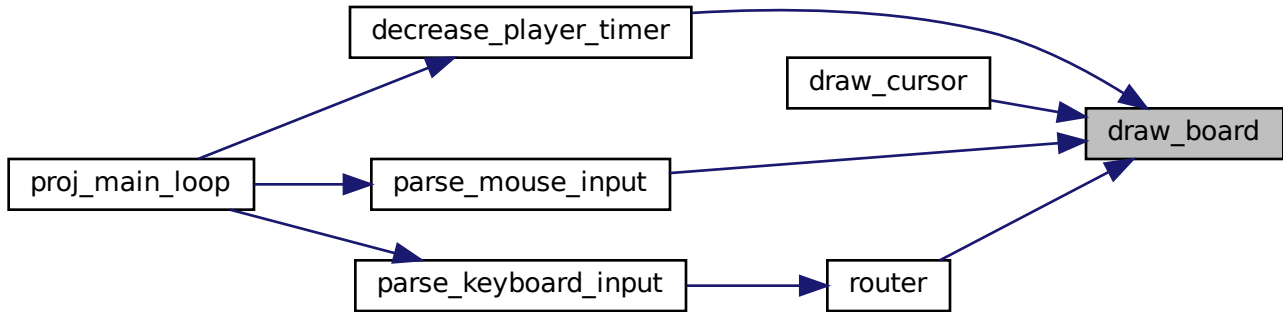 decrease_player_timer
draw_cursor
draw_board
proj_main_loop
parse_mouse_input
parse_keyboard_input
router